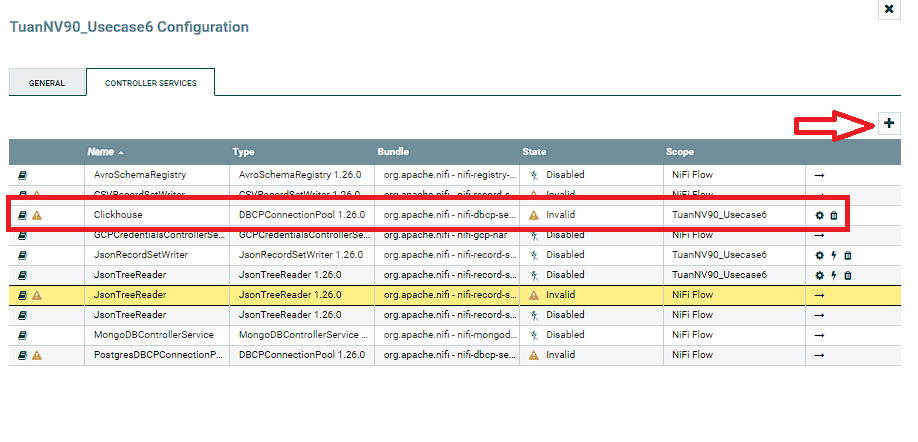 TuanNV90_Usecase6 Configuration
GENERAL CONTROLLER SERVICES
Name Type Bundle State Scope
AvroSchemaRegistry AvroSchemaRegistry 1.26.0 org.apache.nifi - nifi-registry-... Disabled NiFi Flow
CSVRecordSetWriter CSVRecordSetWriter 1.26.0 org.apache.nifi - nifi-record-s... Invalid NiFi Flow
Clickhouse DBCPConnectionPool 1.26.0 org.apache.nifi - nifi-dbcp-se... Invalid TuanNV90_Usecase6
GCPCredentialsControllerSe... GCPCredentialsControllerSe... org.apache.nifi - nifi-gcp-nar Disabled NiFi Flow
JsonRecordSetWriter JsonRecordSetWriter 1.26.0 org.apache.nifi - nifi-record-s... Disabled TuanNV90_Usecase6
JsonTreeReader JsonTreeReader 1.26.0 org.apache.nifi - nifi-record-s... Disabled TuanNV90_Usecase6
JsonTreeReader JsonTreeReader 1.26.0 org.apache.nifi - nifi-record-s... Invalid NiFi Flow
JsonTreeReader JsonTreeReader 1.26.0 org.apache.nifi - nifi-record-s... Disabled NiFi Flow
MongoDBControllerService MongoDBControllerService ... org.apache.nifi - nifi-mongod... Disabled NiFi Flow
PostgresDBCPConnectionP... DBCPConnectionPool 1.26.0 org.apache.nifi - nifi-dbcp-se... Invalid NiFi Flow